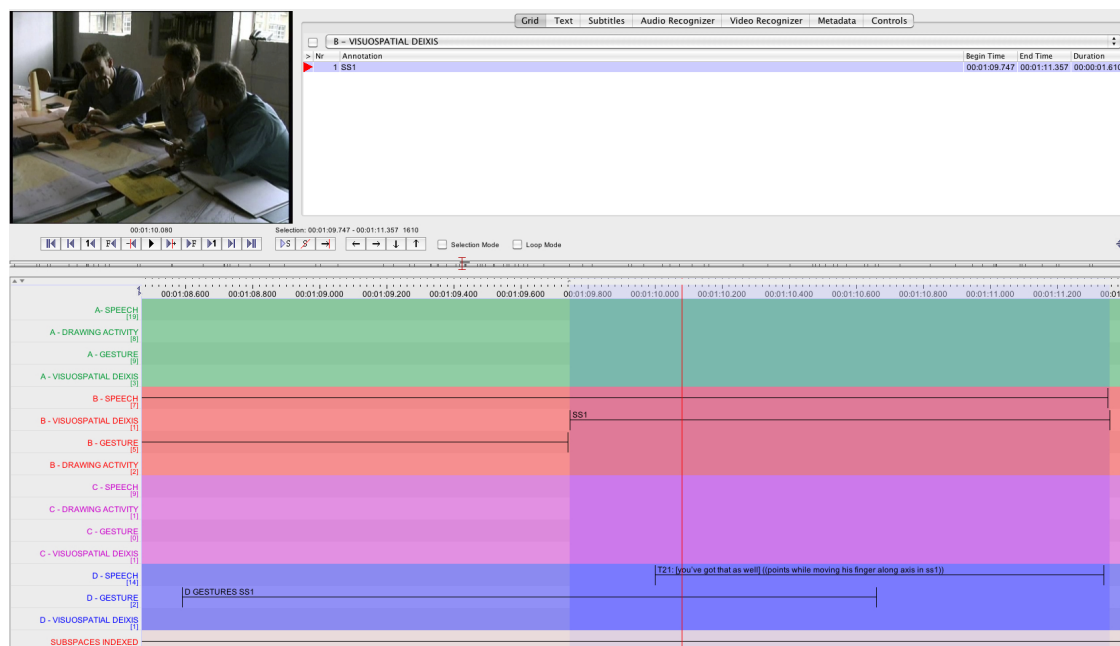 Grid Text Subtitles Audio Recognizer Video Recognizer Metadata Controls
B - VISUOSPATIAL DEIXIS
> Nr Annotation Begin Time End Time Duration
1 SS1 00:01:09.747 00:01:11.357 00:00:01.610
00:01:10.080 Selection: 00:01:09.747 - 00:01:11.357 1610
Selection Mode Loop Mode
00:01:08.600 00:01:08.800 00:01:09.000 00:01:09.200 00:01:09.400 00:01:09.600 00:01:09.800 00:01:10.000 00:01:10.200 00:01:10.400 00:01:10.600 00:01:10.800 00:01:11.000 00:01:11.200 00:01
A- SPEECH
[19]
A - DRAWING ACTIVITY
[8]
A - GESTURE
[9]
A - VISUOSPATIAL DEIXIS
[3]
B - SPEECH
[7]
B - VISUOSPATIAL DEIXIS SS1
[1]
B - GESTURE
[5]
B - DRAWING ACTIVITY
[2]
C - SPEECH
[9]
C - DRAWING ACTIVITY
[1]
C - GESTURE
[0]
C - VISUOSPATIAL DEIXIS
[1]
D - SPEECH T21: [you've got that as well] ((points while moving his finger along axis in ss1))
[14]
D - GESTURE D GESTURES SS1
[2]
D - VISUOSPATIAL DEIXIS
[1]
SUBSPACES INDEXED